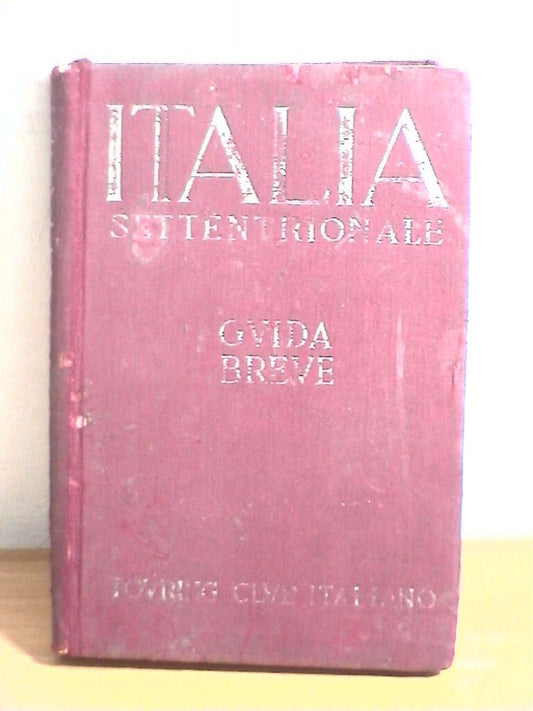 ITALIA
SETTENTRIONALE
GVIDA
BREVE
TOVRING CLVB ITALIANO